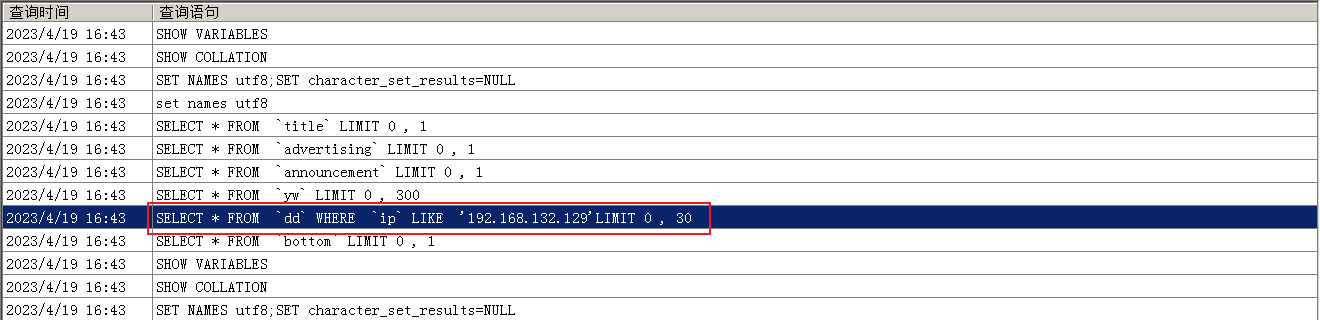 查询时间 查询语句
2023/4/19 16:43 SHOW VARIABLES
2023/4/19 16:43 SHOW COLLATION
2023/4/19 16:43 SET NAMES utf8;SET character_set_results=NULL
2023/4/19 16:43 set names utf8
2023/4/19 16:43 SELECT * FROM `title` LIMIT 0 , 1
2023/4/19 16:43 SELECT * FROM `advertising` LIMIT 0 , 1
2023/4/19 16:43 SELECT * FROM `announcement` LIMIT 0 , 1
2023/4/19 16:43 SELECT * FROM `yw` LIMIT 0 , 300
2023/4/19 16:43 SELECT * FROM `dd` WHERE `ip` LIKE '192.168.132.129'LIMIT 0 , 30
2023/4/19 16:43 SELECT * FROM `bottom` LIMIT 0 , 1
2023/4/19 16:43 SHOW VARIABLES
2023/4/19 16:43 SHOW COLLATION
2023/4/19 16:43 SET NAMES utf8;SET character_set_results=NULL